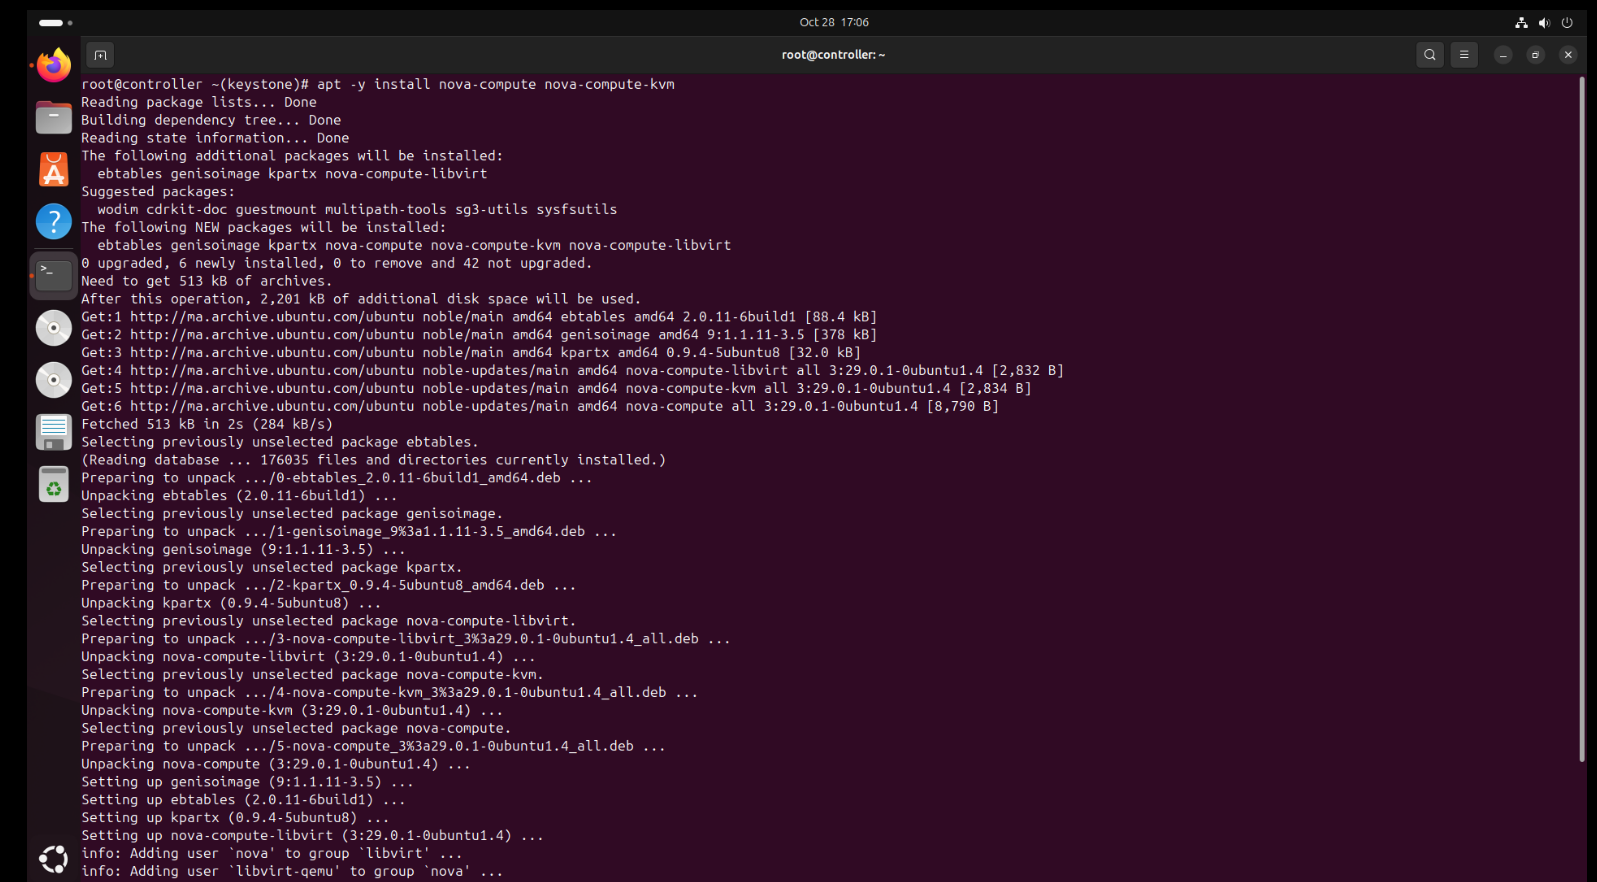 Oct 28 17:06
root@controller: ~
root@controller ~(keystone)# apt -y install nova-compute nova-compute-kvm
Reading package lists... Done
Building dependency tree... Done
Reading state information... Done
The following additional packages will be installed:
  ebtables genisoimage kpartx nova-compute-libvirt
Suggested packages:
  wodim cdrkit-doc guestmount multipath-tools sg3-utils sysfsutils
The following NEW packages will be installed:
  ebtables genisoimage kpartx nova-compute nova-compute-kvm nova-compute-libvirt
0 upgraded, 6 newly installed, 0 to remove and 42 not upgraded.
Need to get 513 kB of archives.
After this operation, 2,201 kB of additional disk space will be used.
Get:1 http://ma.archive.ubuntu.com/ubuntu noble/main amd64 ebtables amd64 2.0.11-6build1 [88.4 kB]
Get:2 http://ma.archive.ubuntu.com/ubuntu noble/main amd64 genisoimage amd64 9:1.1.11-3.5 [378 kB]
Get:3 http://ma.archive.ubuntu.com/ubuntu noble/main amd64 kpartx amd64 0.9.4-5ubuntu8 [32.0 kB]
Get:4 http://ma.archive.ubuntu.com/ubuntu noble-updates/main amd64 nova-compute-libvirt all 3:29.0.1-0ubuntu1.4 [2,832 B]
Get:5 http://ma.archive.ubuntu.com/ubuntu noble-updates/main amd64 nova-compute-kvm all 3:29.0.1-0ubuntu1.4 [2,834 B]
Get:6 http://ma.archive.ubuntu.com/ubuntu noble-updates/main amd64 nova-compute all 3:29.0.1-0ubuntu1.4 [8,790 B]
Fetched 513 kB in 2s (284 kB/s)
Selecting previously unselected package ebtables.
(Reading database ... 176035 files and directories currently installed.)
Preparing to unpack .../0-ebtables_2.0.11-6build1_amd64.deb ...
Unpacking ebtables (2.0.11-6build1) ...
Selecting previously unselected package genisoimage.
Preparing to unpack .../1-genisoimage_9%3a1.1.11-3.5_amd64.deb ...
Unpacking genisoimage (9:1.1.11-3.5) ...
Selecting previously unselected package kpartx.
Preparing to unpack .../2-kpartx_0.9.4-5ubuntu8_amd64.deb ...
Unpacking kpartx (0.9.4-5ubuntu8) ...
Selecting previously unselected package nova-compute-libvirt.
Preparing to unpack .../3-nova-compute-libvirt_3%3a29.0.1-0ubuntu1.4_all.deb ...
Unpacking nova-compute-libvirt (3:29.0.1-0ubuntu1.4) ...
Selecting previously unselected package nova-compute-kvm.
Preparing to unpack .../4-nova-compute-kvm_3%3a29.0.1-0ubuntu1.4_all.deb ...
Unpacking nova-compute-kvm (3:29.0.1-0ubuntu1.4) ...
Selecting previously unselected package nova-compute.
Preparing to unpack .../5-nova-compute_3%3a29.0.1-0ubuntu1.4_all.deb ...
Unpacking nova-compute (3:29.0.1-0ubuntu1.4) ...
Setting up genisoimage (9:1.1.11-3.5) ...
Setting up ebtables (2.0.11-6build1) ...
Setting up kpartx (0.9.4-5ubuntu8) ...
Setting up nova-compute-libvirt (3:29.0.1-0ubuntu1.4) ...
info: Adding user `nova' to group `libvirt' ...
info: Adding user `libvirt-qemu' to group `nova' ...